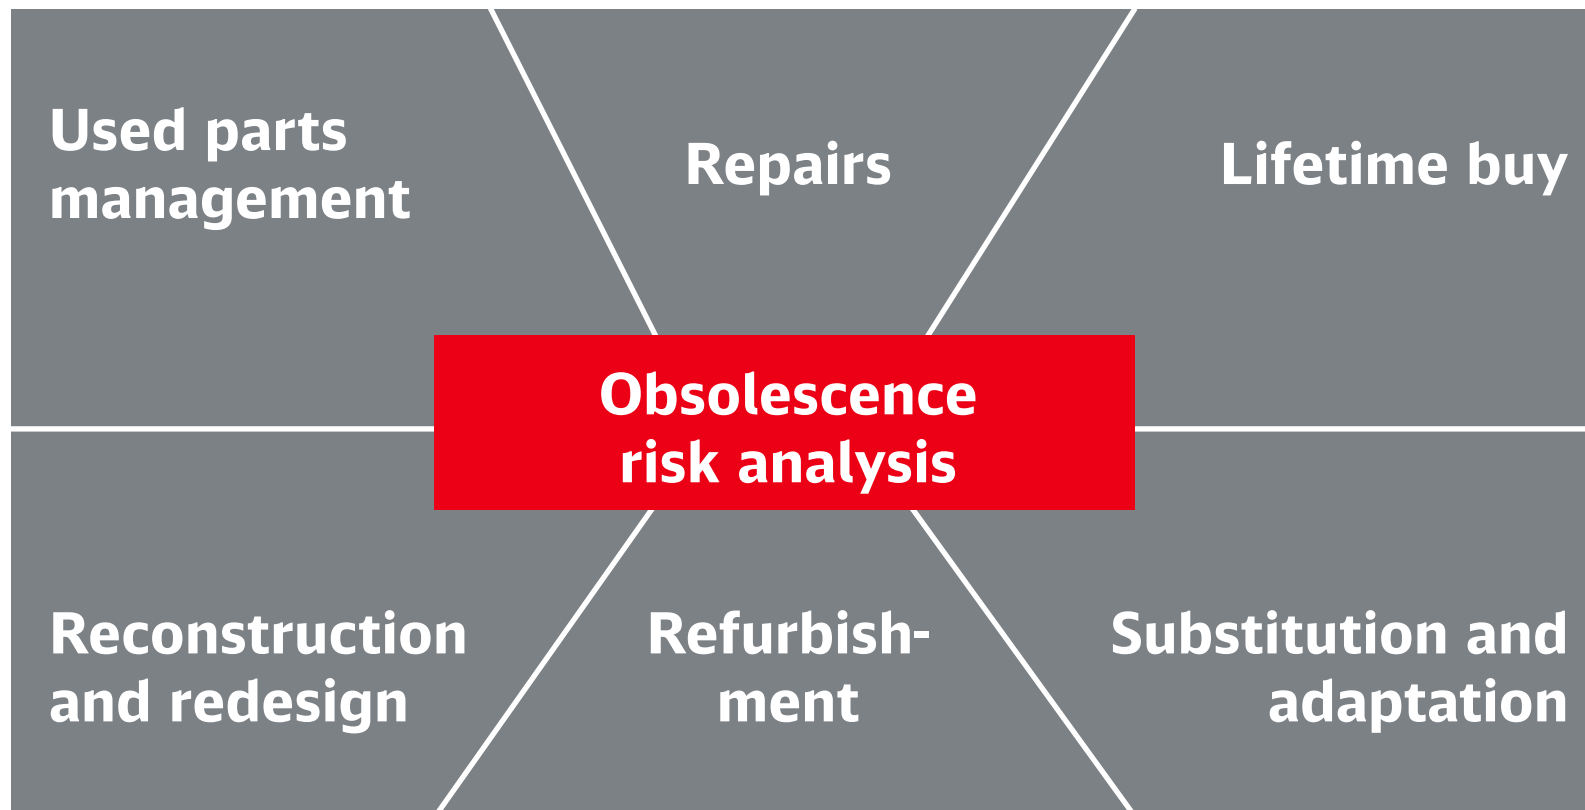 Used parts
management
Repairs
Lifetime buy
Obsolescence
risk analysis
Reconstruction
and redesign
Refurbish-
ment
Substitution and
adaptation